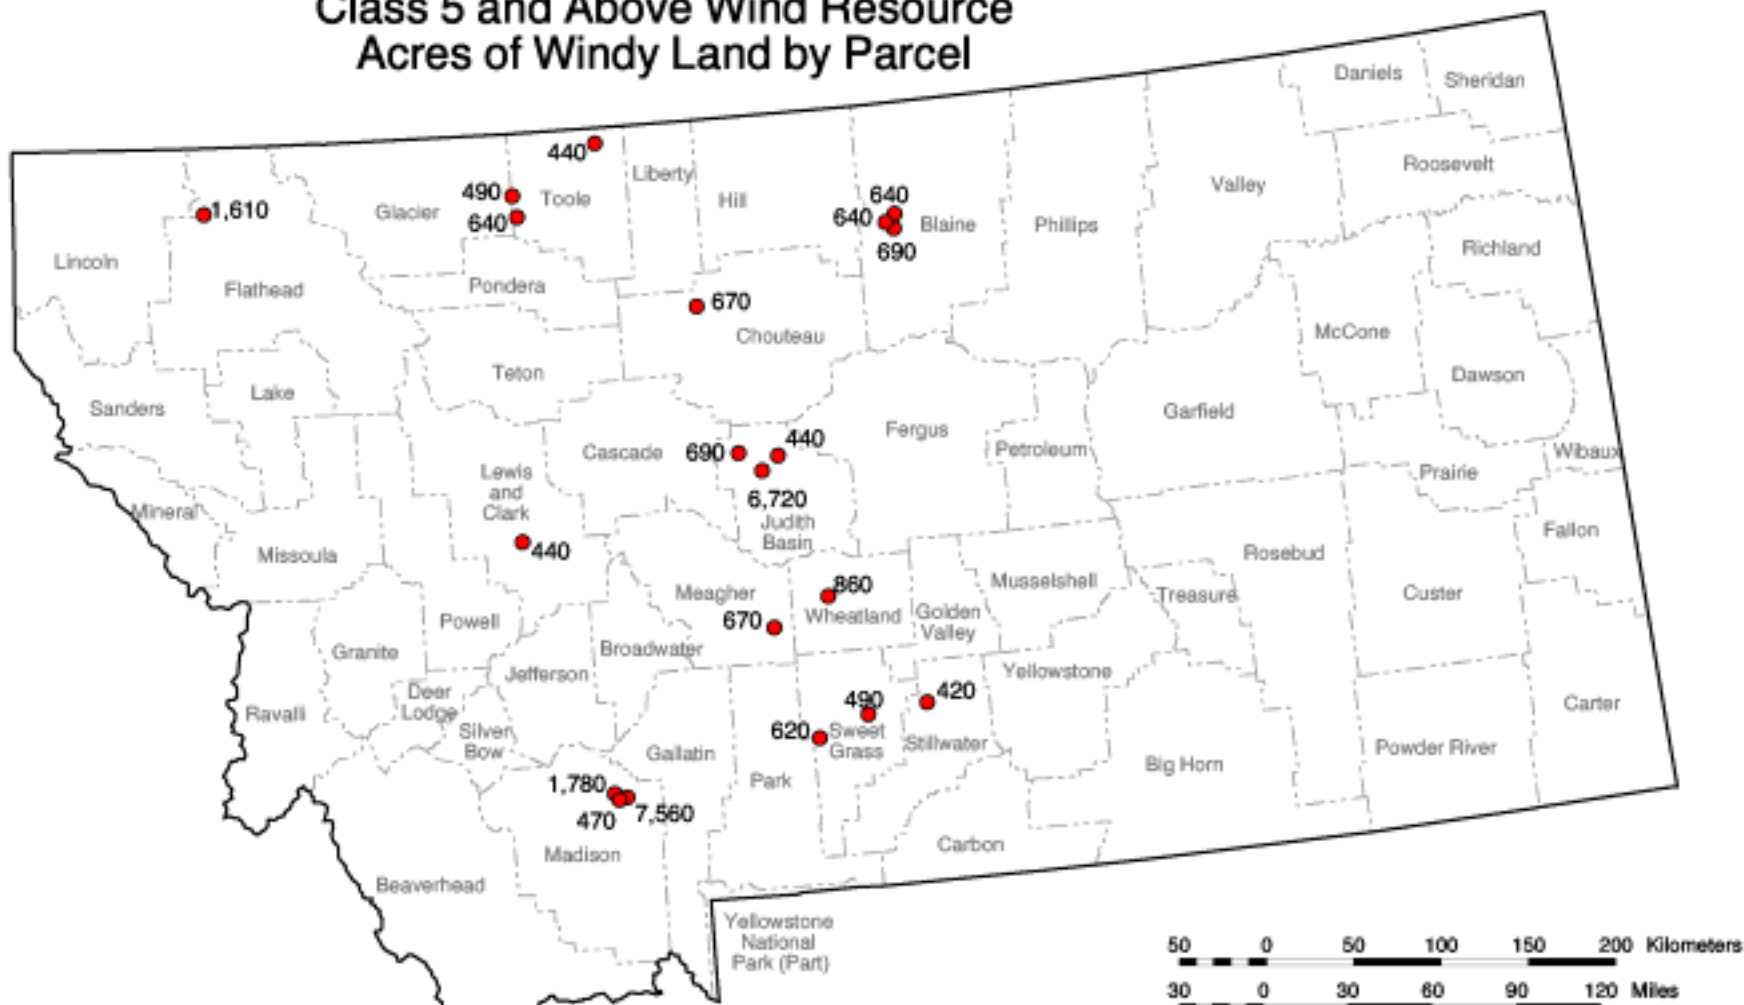 Class 5 and Above Wind Resource
Acres of Windy Land by Parcel
Daniels
Sheridan
440
Liberty
Roosevelt
490
Toole
Valley
1,610
Glacier
640
Hill
640
640
Blaine
Phillips
690
Richland
Lincoln
Flathead
Pondera
670
Chouteau
McCone
Teton
Dawson
Lake
Sanders
Garfield
Fergus
690
440
Cascade
Petroleum
Wibaux
Prairie
Lewis
and
Clark
6,720
Judith
Basin
Mineral
Missoula
440
Fallon
Rosebud
Meagher
860
Musselshell
Treasure
Custer
Wheatland
Golden
Valley
Powell
670
Granite
Broadwater
Jefferson
Yellowstone
Deer
Lodge
490
420
Ravalli
Carter
620
Sweet
Grass
Silver
Bow
Stillwater
Gallatin
Powder River
Park
Big Horn
1,780
470
7,560
Madison
Carbon
Beaverhead
Yellowstone
National
Park (Part)
50 0 50 100 150 200 Kilometers
30 0 30 60 90 120 Miles